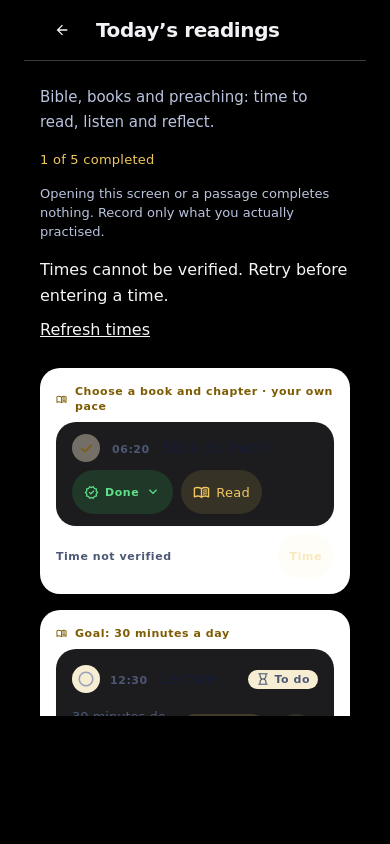 Today's readings
Bible, books and preaching: time to
read, listen and reflect.
1 of 5 completed
Opening this screen or a passage completes
nothing. Record only what you actually
practised.
Times cannot be verified. Retry before
entering a time.
Refresh times
Choose a book and chapter · your own
pace
06:20
Done
Read
Time not verified
Time
Goal: 30 minutes a day
12:30
To do